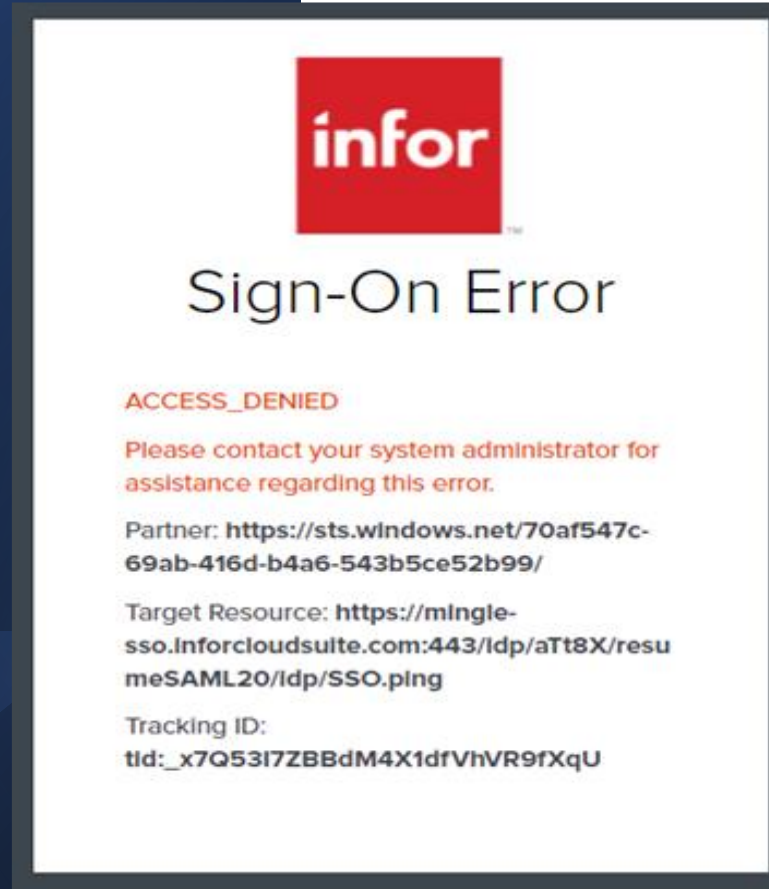 infor
TM
Sign-On Error
ACCESS_DENIED
Please contact your system administrator for
assistance regarding this error.
Partner: https://sts.windows.net/70af547c-
69ab-416d-b4a6-543b5ce52b99/
Target Resource: https://mingle-
sso.inforcloudsuite.com:443/idp/aTt8X/resu
meSAML20/idp/SSO.ping
Tracking ID:
tid:_x7Q53I7ZBBdM4X1dfVhVR9fXqU